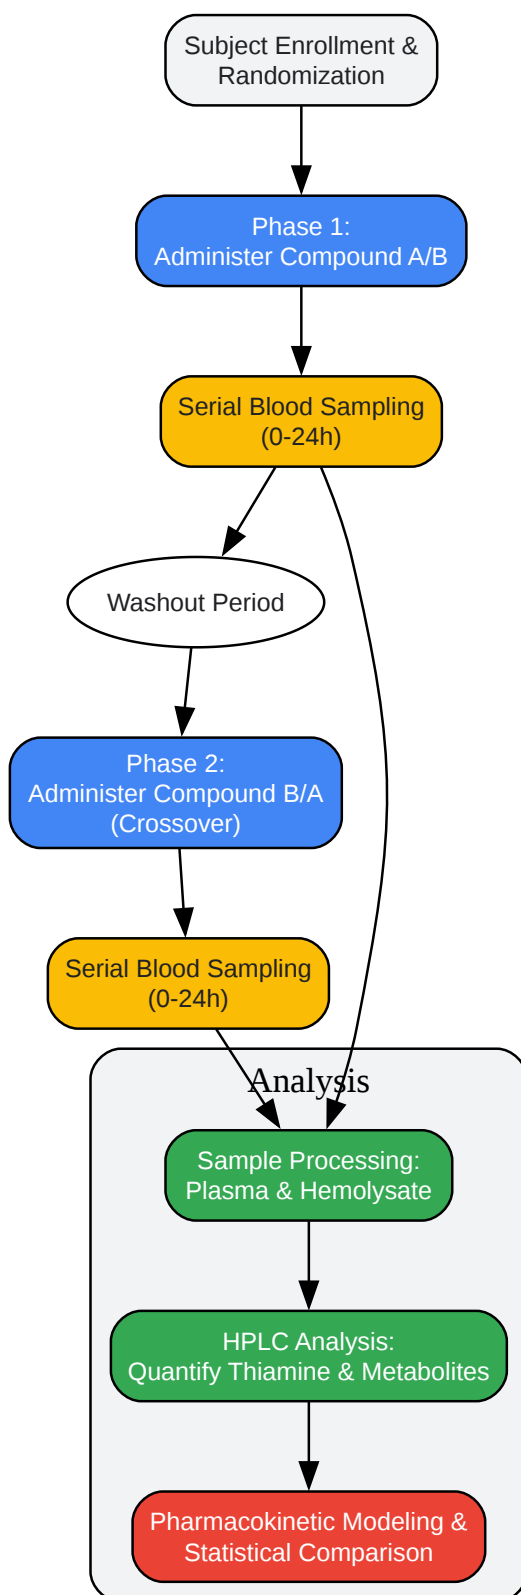 Subject Enrollment &
Randomization
Phase 1:
Administer Compound A/B
Serial Blood Sampling
(0-24h)
Washout Period
Phase 2:
Administer Compound B/A
(Crossover)
Serial Blood Sampling
(0-24h)
Analysis
Sample Processing:
Plasma & Hemolysate
HPLC Analysis:
Quantify Thiamine & Metabolites
Pharmacokinetic Modeling &
Statistical Comparison